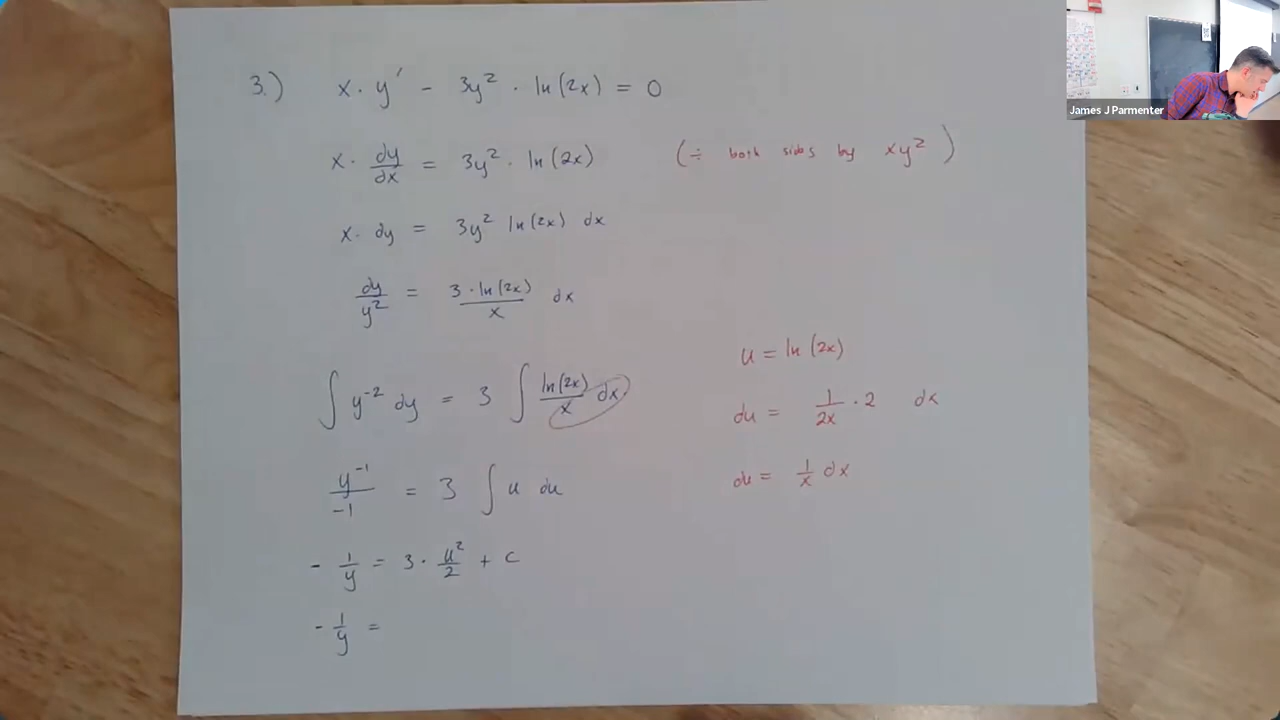 3.) x · y′ − 3y² · ln(2x) = 0
x · dy/dx = 3y² · ln(2x) (÷ both sides by xy²)
x · dy = 3y² ln(2x) dx
dy/y² = 3 · ln(2x)/x dx
∫ y⁻² dy = 3 ∫ ln(2x)/x dx
y⁻¹/−1 = 3 ∫ u du
− 1/y = 3 · u²/2 + c
− 1/y =
u = ln(2x)
du = 1/2x · 2 dx
du = 1/x dx
James J Parmenter